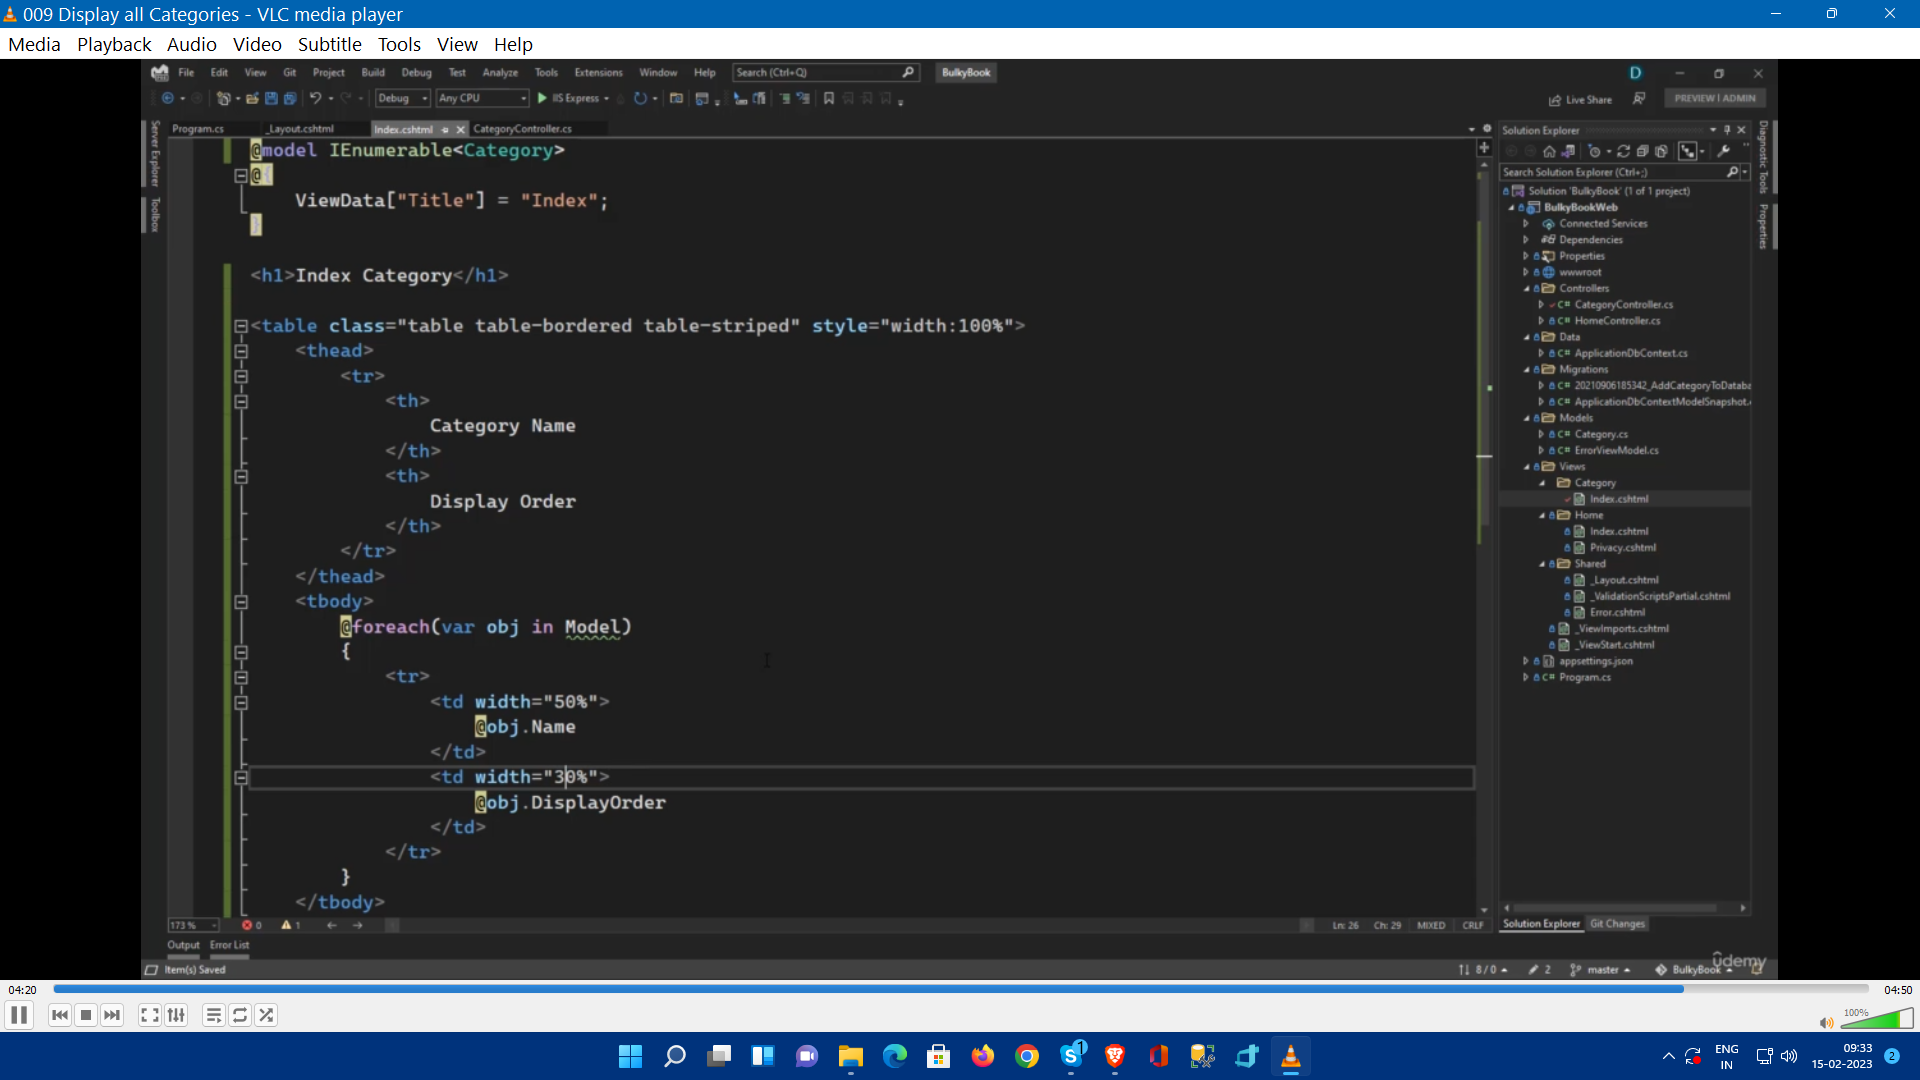 009 Display all Categories - VLC media player
Media Playback Audio Video Subtitle Tools View Help
File Edit View Git Project Build Debug Test Analyze Tools Extensions Window Help Search (Ctrl+Q) BulkyBook D
Debug Any CPU IIS Express Live Share PREVIEW | ADMIN
Server Explorer
Toolbox
Program.cs _Layout.cshtml Index.cshtml CategoryController.cs
@model IEnumerable<Category>
@{
ViewData["Title"] = "Index";
}
<h1>Index Category</h1>
<table class="table table-bordered table-striped" style="width:100%">
<thead>
<tr>
<th>
Category Name
</th>
<th>
Display Order
</th>
</tr>
</thead>
<tbody>
@foreach(var obj in Model)
{
<tr>
<td width="50%">
@obj.Name
</td>
<td width="30%">
@obj.DisplayOrder
</td>
</tr>
}
</tbody>
173 % 0 1 Ln: 26 Ch: 29 MIXED CRLF
Output Error List
Item(s) Saved 8 / 0 2 master BulkyBook
Solution Explorer
Search Solution Explorer (Ctrl+;)
Solution 'BulkyBook' (1 of 1 project)
BulkyBookWeb
Connected Services
Dependencies
Properties
wwwroot
Controllers
C# CategoryController.cs
C# HomeController.cs
Data
C# ApplicationDbContext.cs
Migrations
C# 20210906185342_AddCategoryToDataba
C# ApplicationDbContextModelSnapshot.
Models
C# Category.cs
C# ErrorViewModel.cs
Views
Category
Index.cshtml
Home
Index.cshtml
Privacy.cshtml
Shared
_Layout.cshtml
_ValidationScriptsPartial.cshtml
Error.cshtml
_ViewImports.cshtml
_ViewStart.cshtml
appsettings.json
C# Program.cs
Solution Explorer Git Changes
Diagnostic Tools
Properties
ûdemy
04:20 04:50
100%
1
ENG
IN
09:33
15-02-2023
2